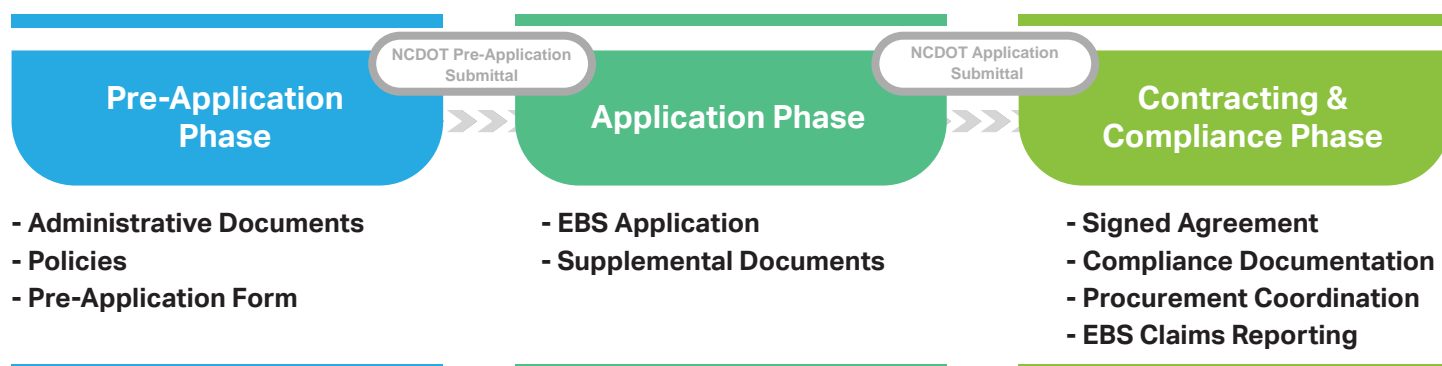 NCDOT Pre-Application
Submittal
NCDOT Application
Submittal
Pre-Application
Phase
Application Phase
Contracting &
Compliance Phase
- Administrative Documents
- Policies
- Pre-Application Form
- EBS Application
- Supplemental Documents
- Signed Agreement
- Compliance Documentation
- Procurement Coordination
- EBS Claims Reporting